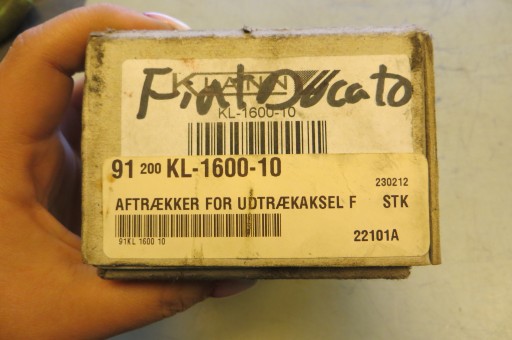 KLANN
Fiat Ducato
KL-1600-10
91 200 KL-1600-10
230212
AFTRÆKKER FOR UDTRÆKAKSEL F STK
91KL 1600 10
22101A